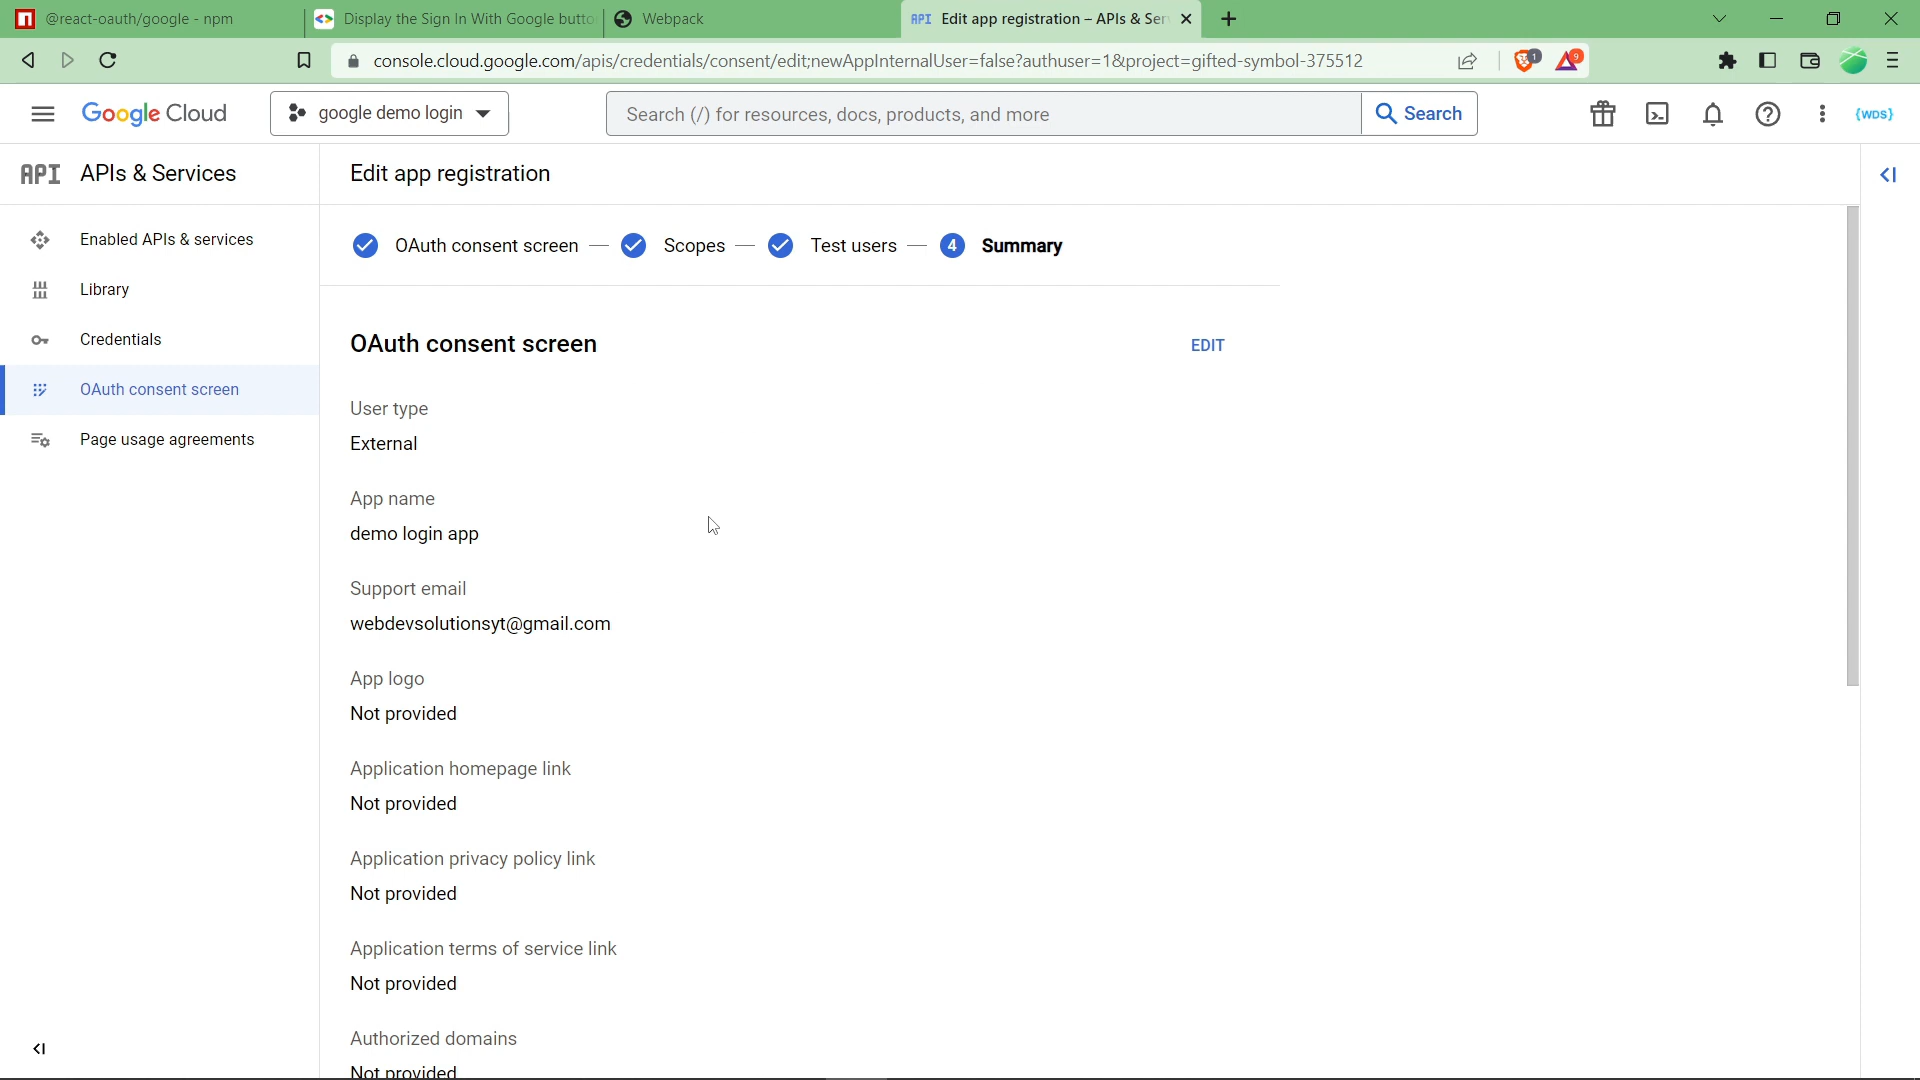 @react-oauth/google - npm
Display the Sign In With Google butto
Webpack
API Edit app registration – APIs & Ser
console.cloud.google.com/apis/credentials/consent/edit;newAppInternalUser=false?authuser=1&project=gifted-symbol-375512
1
9
Google Cloud
google demo login
Search (/) for resources, docs, products, and more
Search
{WDS}
API APIs & Services
Edit app registration
Enabled APIs & services
Library
Credentials
OAuth consent screen
Page usage agreements
OAuth consent screen — Scopes — Test users — 4 Summary
OAuth consent screen
EDIT
User type
External
App name
demo login app
Support email
webdevsolutionsyt@gmail.com
App logo
Not provided
Application homepage link
Not provided
Application privacy policy link
Not provided
Application terms of service link
Not provided
Authorized domains
Not provided